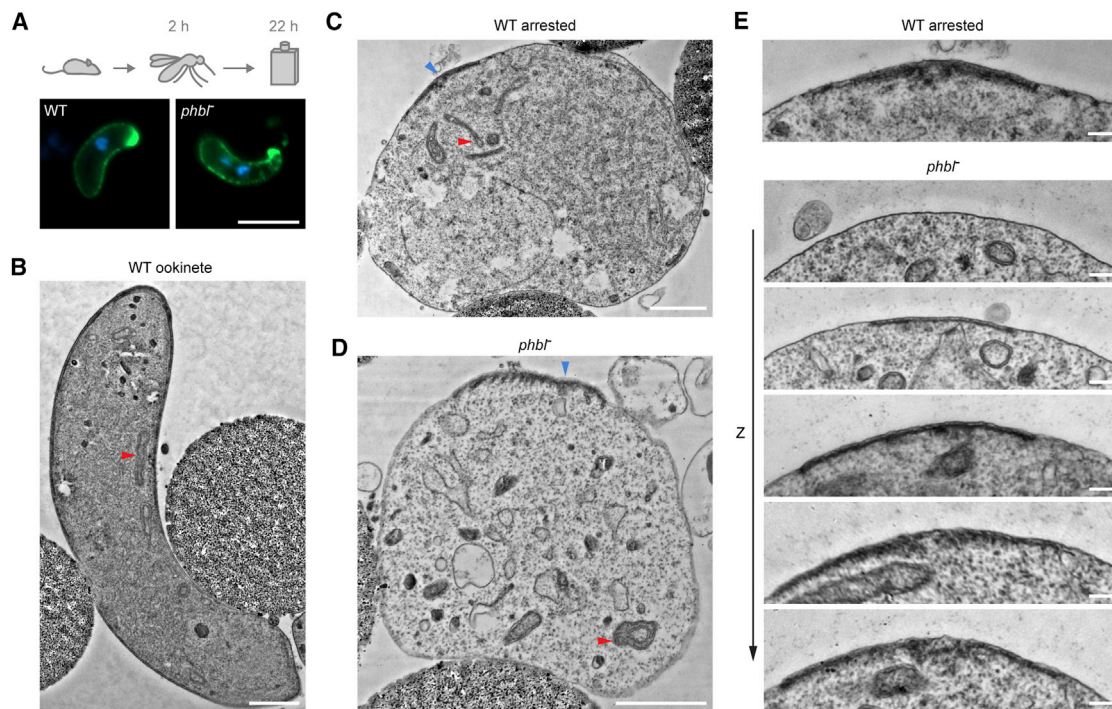 A
2 h
22 h
WT
phbl-
B
WT ookinete
C
WT arrested
D
phbl-
E
WT arrested
phbl-
Z